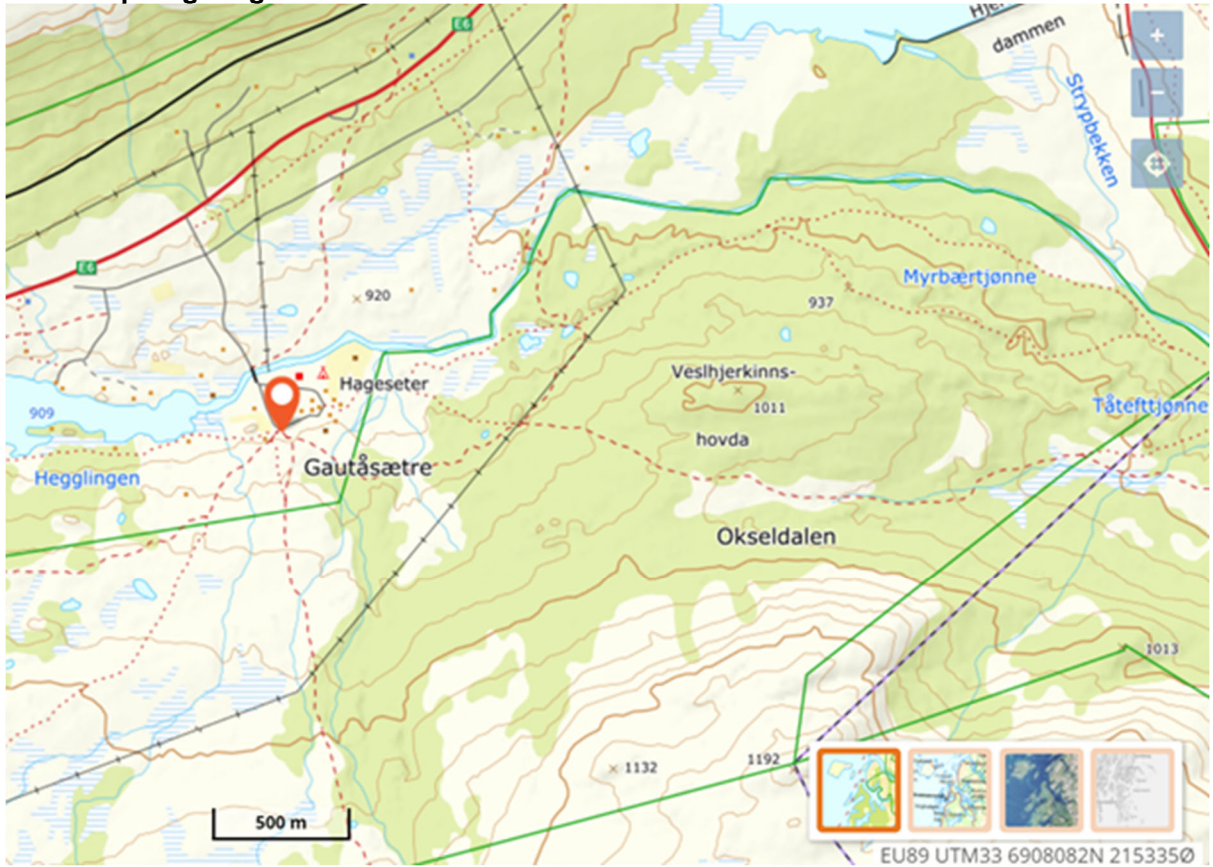 E6
Hjer
dammen
+
Strypbekken
−
E6
920
Myrbærtjønne
937
Veslhjerkinns-
Hageseter
1011
Tåtefttjønne
909
hovda
Gautåsætre
Hegglingen
Okseldalen
1013
1192
1132
500 m
EU89 UTM33 6908082N 215335Ø